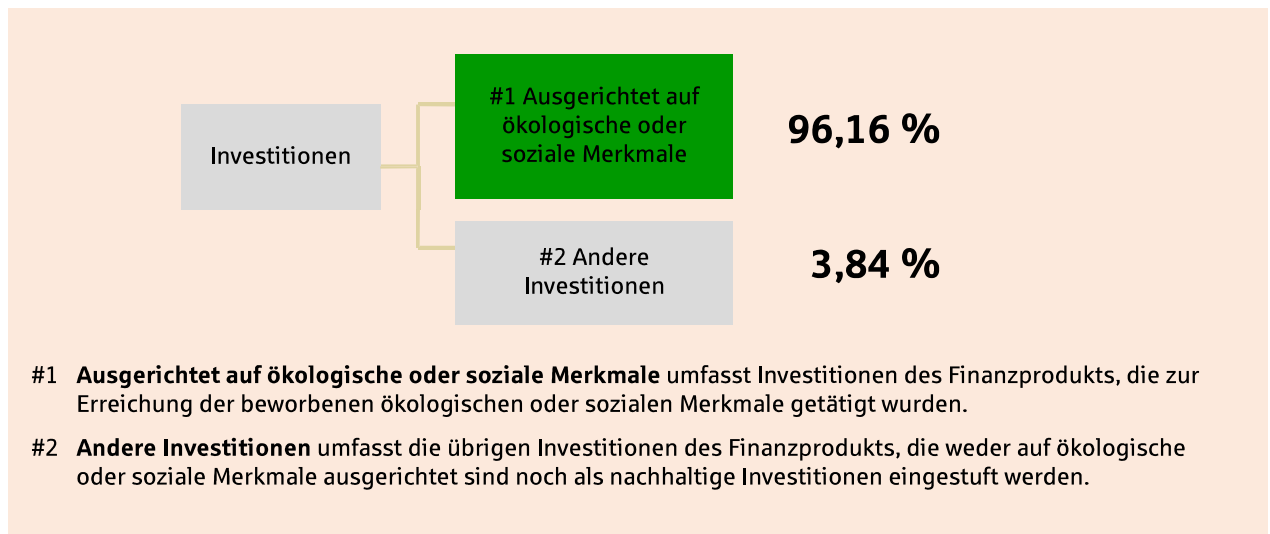 #1 Ausgerichtet auf
ökologische oder
soziale Merkmale
96,16 %
Investitionen
#2 Andere
Investitionen
3,84 %
#1 Ausgerichtet auf ökologische oder soziale Merkmale umfasst Investitionen des Finanzprodukts, die zur
Erreichung der beworbenen ökologischen oder sozialen Merkmale getätigt wurden.
#2 Andere Investitionen umfasst die übrigen Investitionen des Finanzprodukts, die weder auf ökologische
oder soziale Merkmale ausgerichtet sind noch als nachhaltige Investitionen eingestuft werden.